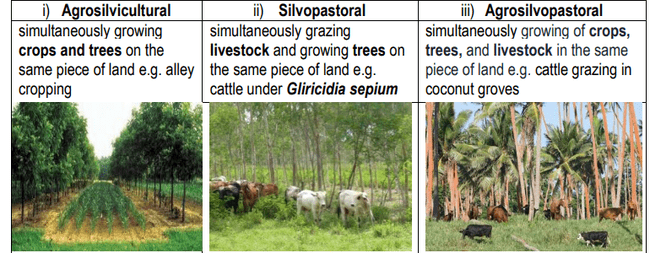 i) Agrosilvicultural
simultaneously growing
crops and trees on the
same piece of land e.g. alley
cropping
ii) Silvopastoral
simultaneously grazing
livestock and growing trees on
the same piece of land e.g.
cattle under Gliricidia sepium
iii) Agrosilvopastoral
simultaneously growing of crops,
trees, and livestock in the same
piece of land e.g. cattle grazing in
coconut groves